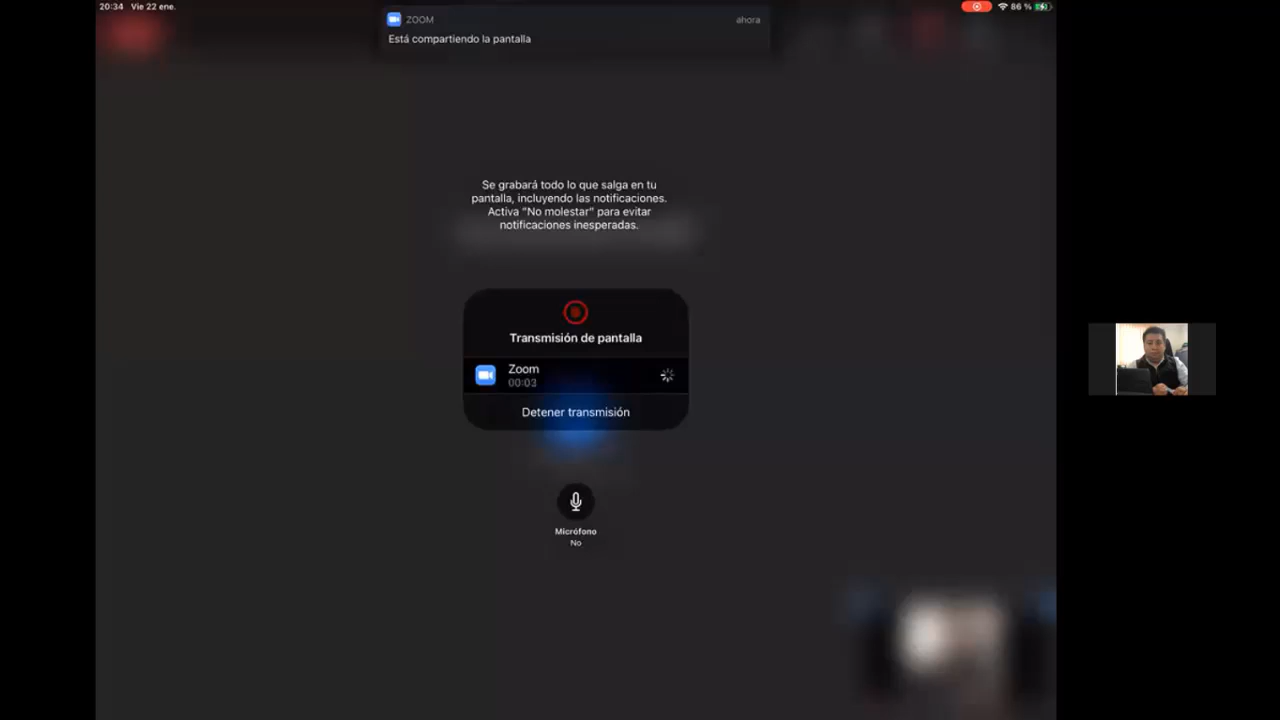 20:34 Vie 22 ene.
86 %
ZOOM ahora
Está compartiendo la pantalla
Se grabará todo lo que salga en tu
pantalla, incluyendo las notificaciones.
Activa "No molestar" para evitar
notificaciones inesperadas.
Transmisión de pantalla
Zoom
00:03
Detener transmisión
Micrófono
No